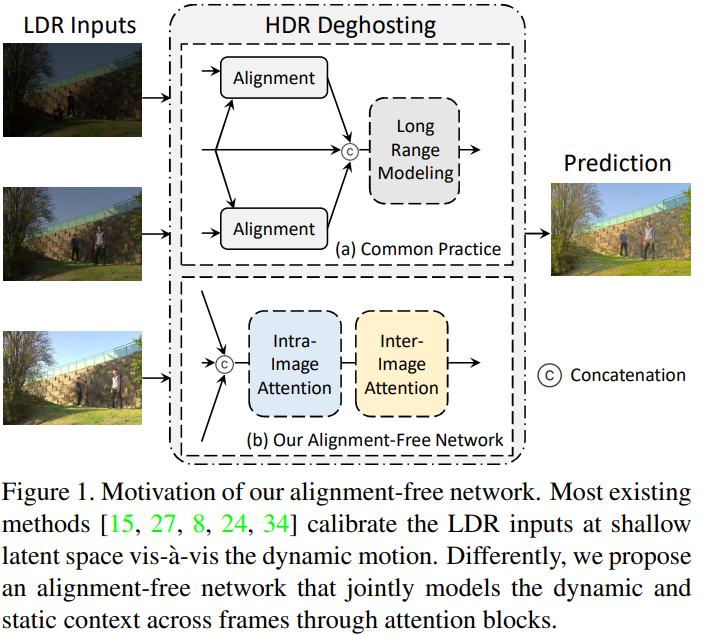 LDR Inputs
HDR Deghosting
Alignment
Long
Range
Modeling
C
Alignment
(a) Common Practice
Prediction
Intra-
Image
Attention
Inter-
Image
Attention
C
(b) Our Alignment-Free Network
C Concatenation
Figure 1. Motivation of our alignment-free network. Most existing
methods [15, 27, 8, 24, 34] calibrate the LDR inputs at shallow
latent space vis-à-vis the dynamic motion. Differently, we propose
an alignment-free network that jointly models the dynamic and
static context across frames through attention blocks.